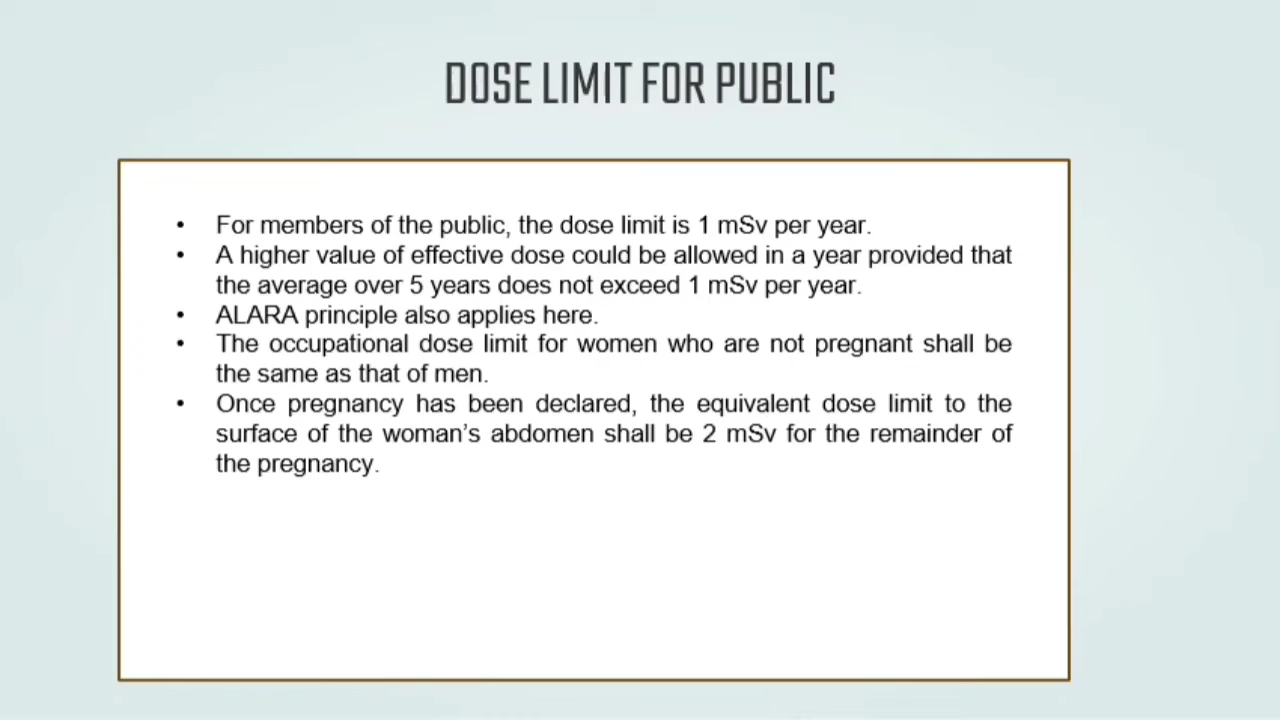 DOSE LIMIT FOR PUBLIC
• For members of the public, the dose limit is 1 mSv per year.
• A higher value of effective dose could be allowed in a year provided that
the average over 5 years does not exceed 1 mSv per year.
• ALARA principle also applies here.
• The occupational dose limit for women who are not pregnant shall be
the same as that of men.
• Once pregnancy has been declared, the equivalent dose limit to the
surface of the woman’s abdomen shall be 2 mSv for the remainder of
the pregnancy.